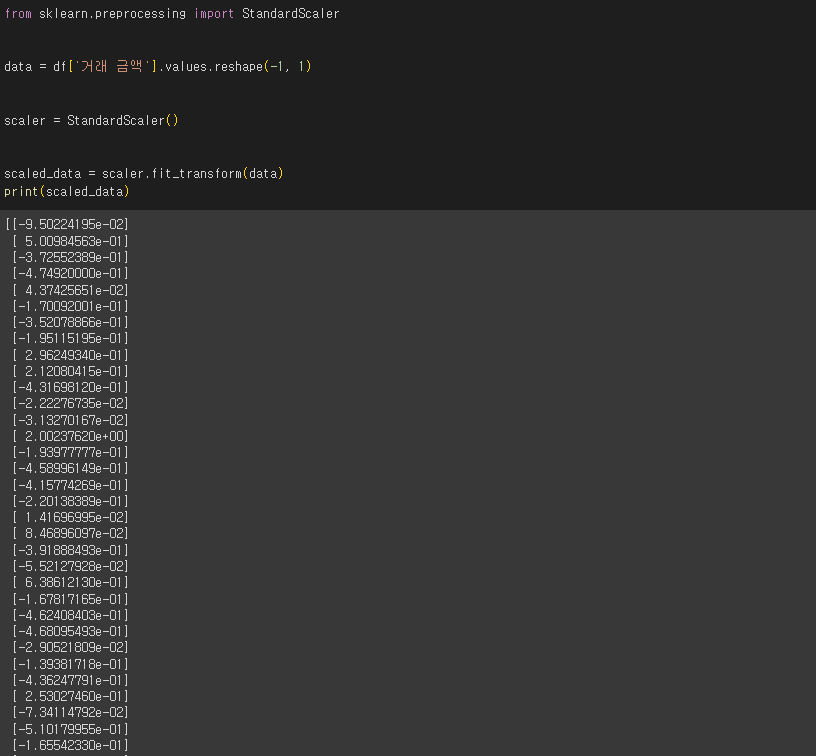 from sklearn.preprocessing import StandardScaler
data = df['거래 금액'].values.reshape(-1, 1)
scaler = StandardScaler()
scaled_data = scaler.fit_transform(data)
print(scaled_data)
[[-9.50224195e-02]
[ 5.00984563e-01]
[-3.72552389e-01]
[-4.74920000e-01]
[ 4.37425651e-02]
[-1.70092001e-01]
[-3.52078866e-01]
[-1.95115195e-01]
[ 2.96249340e-01]
[ 2.12080415e-01]
[-4.31698120e-01]
[-2.22276735e-02]
[-3.13270167e-02]
[ 2.00237620e+00]
[-1.93977777e-01]
[-4.58996149e-01]
[-4.15774269e-01]
[-2.20138389e-01]
[ 1.41696995e-02]
[ 8.46896097e-02]
[-3.91888493e-01]
[-5.52127928e-02]
[ 6.38612130e-01]
[-1.67817165e-01]
[-4.62408403e-01]
[-4.68095493e-01]
[-2.90521809e-02]
[-1.39381718e-01]
[-4.36247791e-01]
[ 2.53027460e-01]
[-7.34114792e-02]
[-5.10179955e-01]
[-1.65542330e-01]